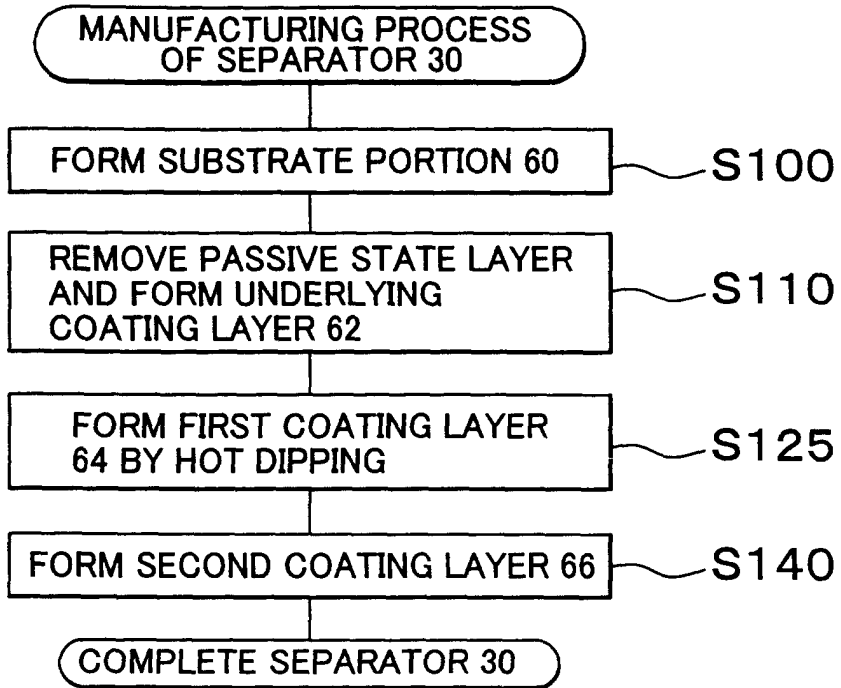 MANUFACTURING PROCESS
OF SEPARATOR 30
FORM SUBSTRATE PORTION 60
S100
REMOVE PASSIVE STATE LAYER
AND FORM UNDERLYING
COATING LAYER 62
S110
FORM FIRST COATING LAYER
64 BY HOT DIPPING
S125
FORM SECOND COATING LAYER 66
S140
COMPLETE SEPARATOR 30